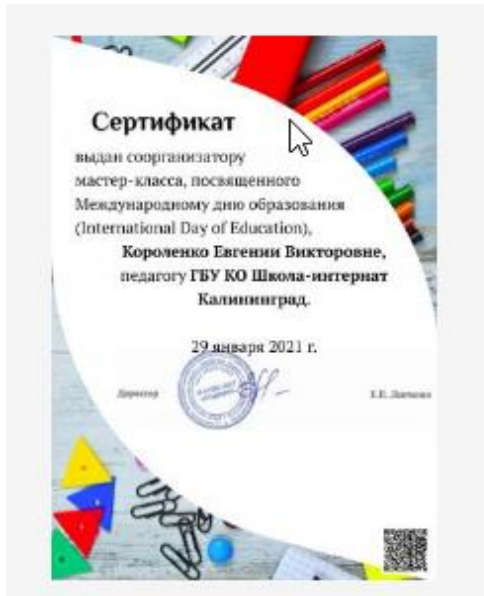 Сертификат
выдан соорганизатору
мастер-класса, посвященного
Международному дню образования
(International Day of Education),
Короленко Евгении Викторовне,
педагогу ГБУ КО Школа-интернат
Калининград.
29 января 2021 г.
Директор